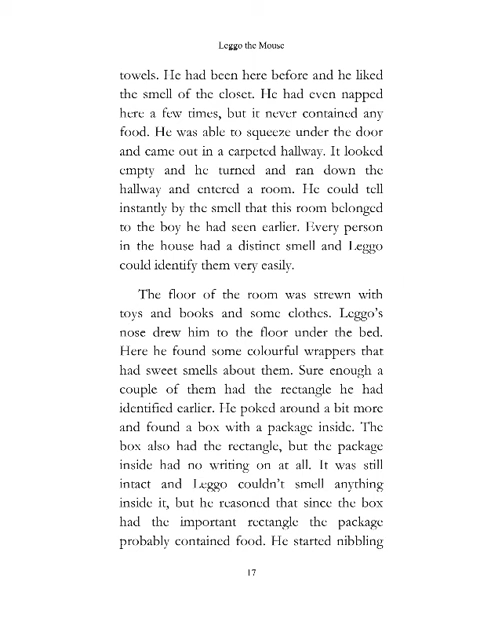 Leggo the Mouse
towels. He had been here before and he liked
the smell of the closet. He had even napped
here a few times, but it never contained any
food. He was able to squeeze under the door
and came out in a carpeted hallway. It looked
empty and he turned and ran down the
hallway and entered a room. He could tell
instantly by the smell that this room belonged
to the boy he had seen earlier. Every person
in the house had a distinct smell and Leggo
could identify them very easily.
The floor of the room was strewn with
toys and books and some clothes. Leggo's
nose drew him to the floor under the bed.
Here he found some colourful wrappers that
had sweet smells about them. Sure enough a
couple of them had the rectangle he had
identified earlier. He poked around a bit more
and found a box with a package inside. The
box also had the rectangle, but the package
inside had no writing on at all. It was still
intact and Leggo couldn't smell anything
inside it, but he reasoned that since the box
had the important rectangle the package
probably contained food. He started nibbling
17